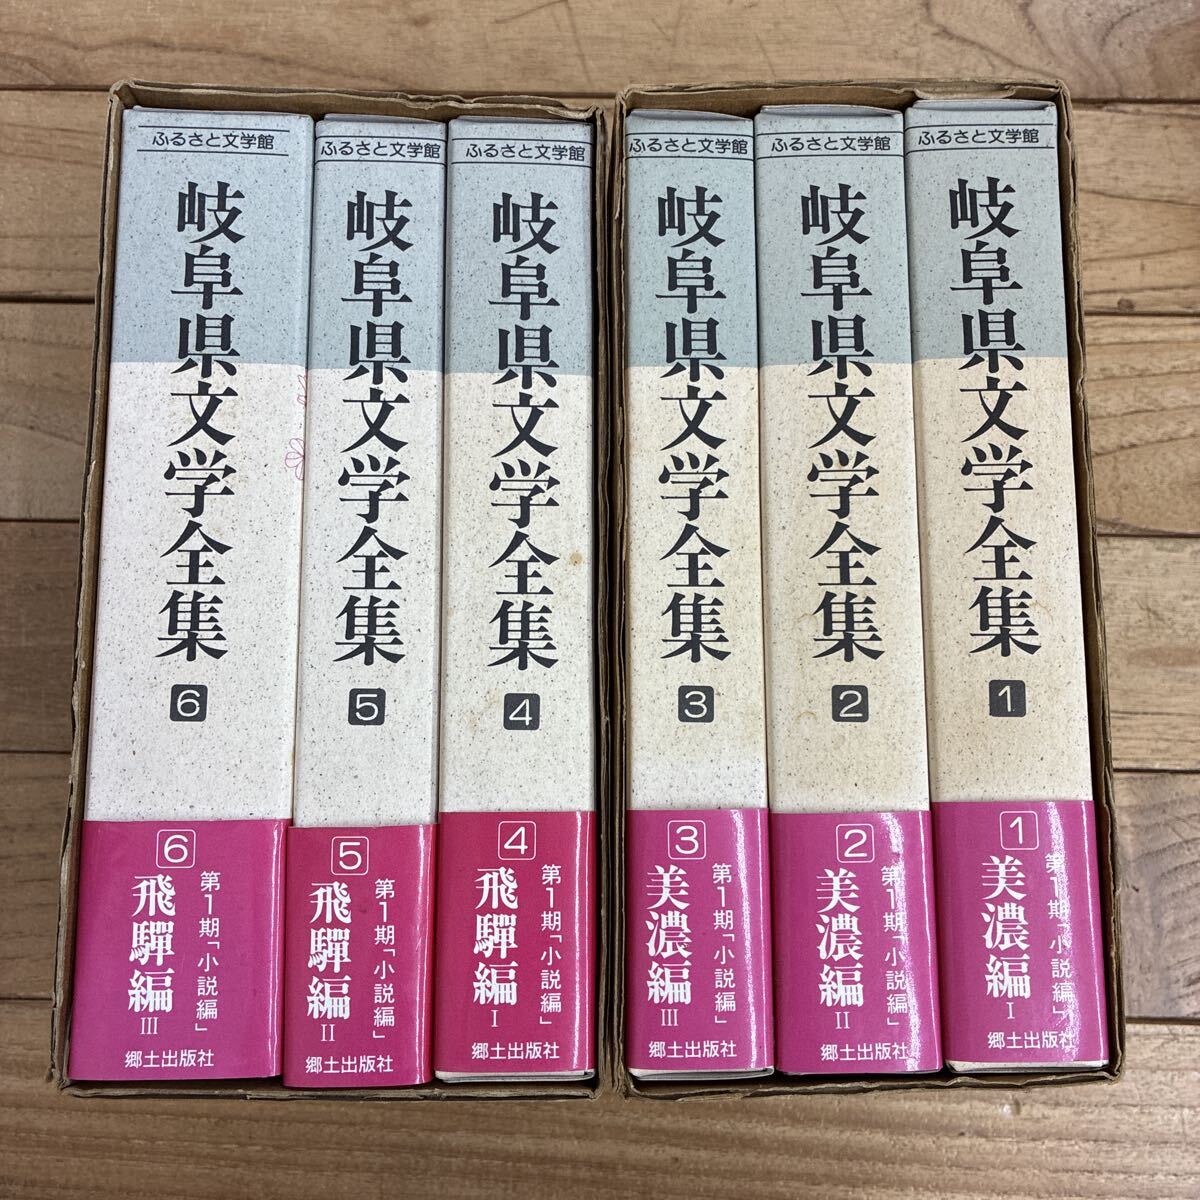 ふるさと文学館
岐阜県文学全集
6
6
第1期「小説編」
飛驒編 III
郷土出版社
ふるさと文学館
岐阜県文学全集
5
5
第1期「小説編」
飛驒編 II
郷土出版社
ふるさと文学館
岐阜県文学全集
4
4
第1期「小説編」
飛驒編 I
郷土出版社
ふるさと文学館
岐阜県文学全集
3
3
第1期「小説編」
美濃編 III
郷土出版社
ふるさと文学館
岐阜県文学全集
2
2
第1期「小説編」
美濃編 II
郷土出版社
ふるさと文学館
岐阜県文学全集
1
1
第1期「小説編」
美濃編 I
郷土出版社